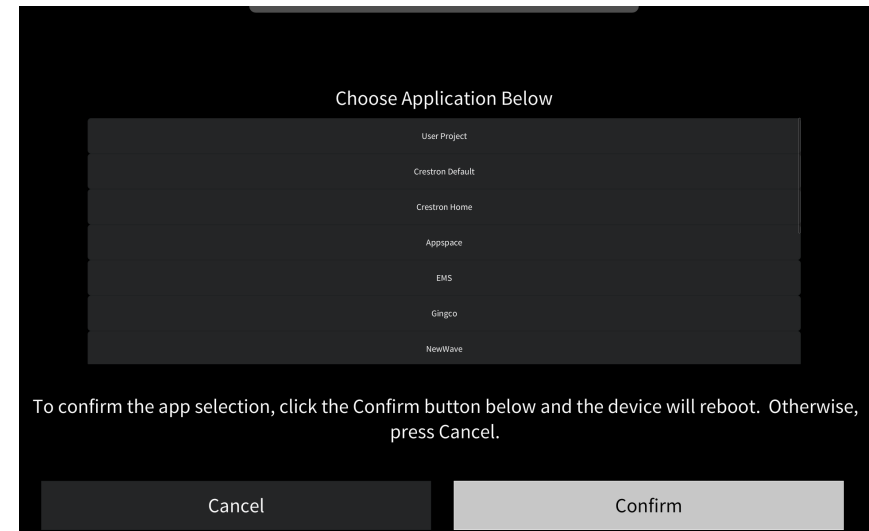 Choose Application Below
User Project
Crestron Default
Crestron Home
Appspace
EMS
Gingco
NewWave
To confirm the app selection, click the Confirm button below and the device will reboot.  Otherwise,
press Cancel.
Cancel
Confirm